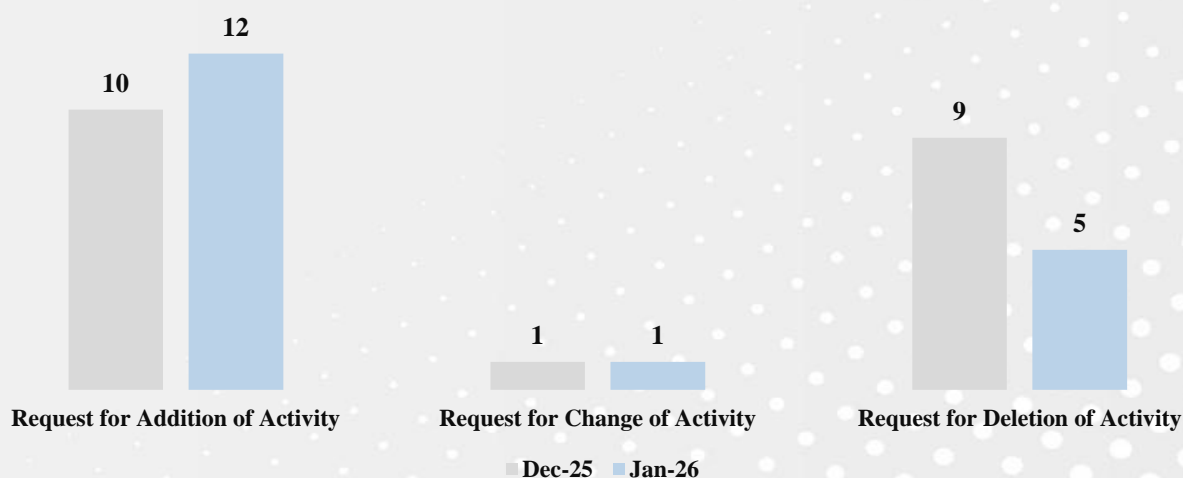 12
10
9
5
1 1
Request for Addition of Activity Request for Change of Activity Request for Deletion of Activity
Dec-25 Jan-26